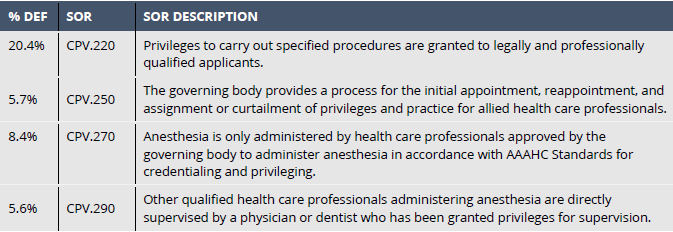 % DEF SOR SOR DESCRIPTION
20.4% CPV.220 Privileges to carry out specified procedures are granted to legally and professionally
qualified applicants.
5.7% CPV.250 The governing body provides a process for the initial appointment, reappointment, and
assignment or curtailment of privileges and practice for allied health care professionals.
8.4% CPV.270 Anesthesia is only administered by health care professionals approved by the
governing body to administer anesthesia in accordance with AAAHC Standards for
credentialing and privileging.
5.6% CPV.290 Other qualified health care professionals administering anesthesia are directly
supervised by a physician or dentist who has been granted privileges for supervision.